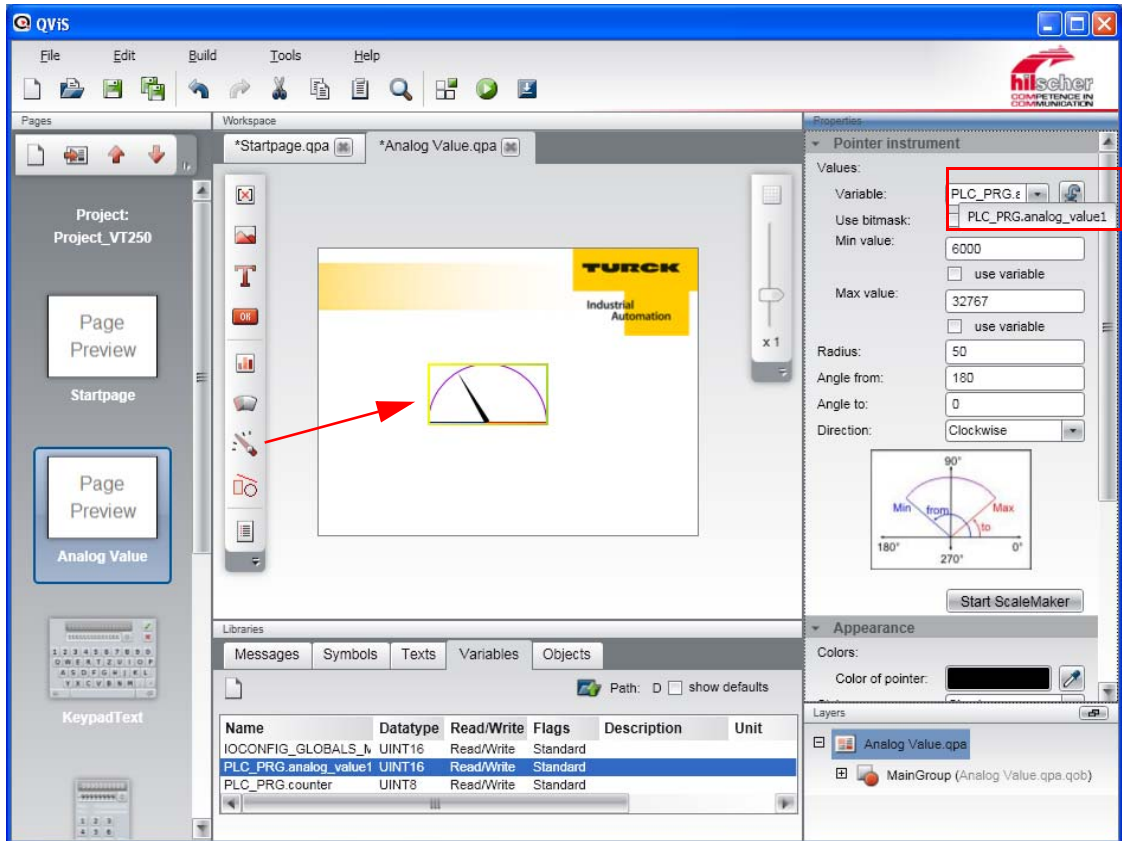 QViS
File Edit Build Tools Help
hilscher
COMPETENCE IN
COMMUNICATION
Pages
Project:
Project_VT250
Page
Preview
Startpage
Page
Preview
Analog Value
KeypadText
Workspace
*Startpage.qpa
*Analog Value.qpa
T
OK
TURCK
Industrial
Automation
x 1
Libraries
Messages Symbols Texts Variables Objects
Path: D show defaults
Name Datatype Read/Write Flags Description Unit
IOCONFIG_GLOBALS_M UINT16 Read/Write Standard
PLC_PRG.analog_value1 UINT16 Read/Write Standard
PLC_PRG.counter UINT8 Read/Write Standard
Properties
Pointer instrument
Values:
Variable: PLC_PRG.a
Use bitmask: PLC_PRG.analog_value1
Min value: 6000
use variable
Max value: 32767
use variable
Radius: 50
Angle from: 180
Angle to: 0
Direction: Clockwise
90°
Min from Max
to
180° 0°
270°
Start ScaleMaker
Appearance
Colors:
Color of pointer:
Layers
Analog Value.qpa
MainGroup (Analog Value.qpa.qob)